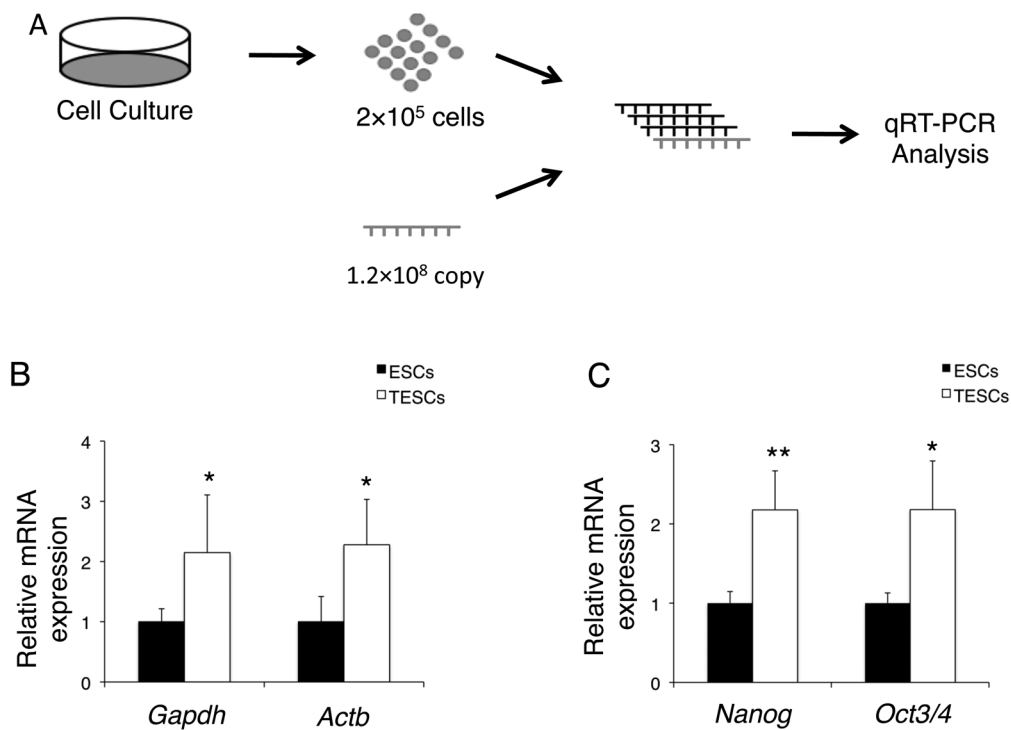 A
Cell Culture
2×10⁵ cells
1.2×10⁸ copy
qRT-PCR
Analysis
B
ESCs
TESCs
Relative mRNA
expression
4
3
2
1
0
*
*
Gapdh
Actb
C
ESCs
TESCs
Relative mRNA
expression
3
2
1
0
**
*
Nanog
Oct3/4